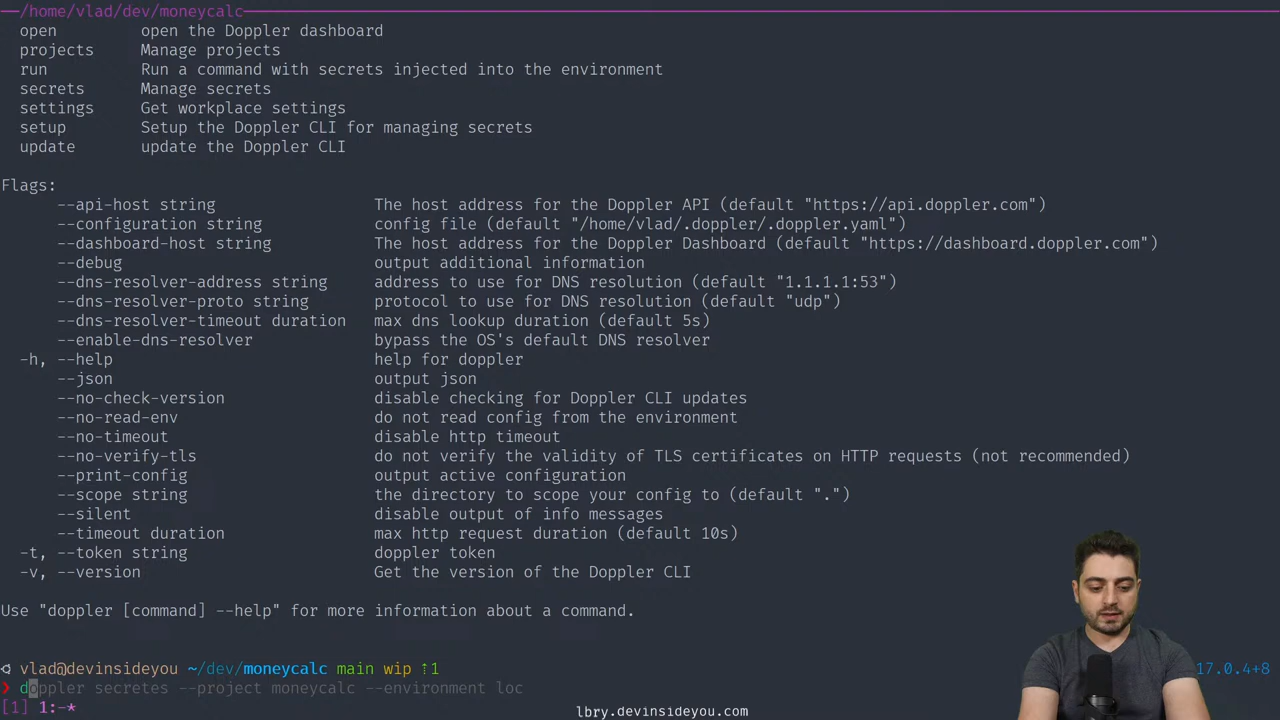 /home/vlad/dev/moneycalc
open open the Doppler dashboard
projects Manage projects
run Run a command with secrets injected into the environment
secrets Manage secrets
settings Get workplace settings
setup Setup the Doppler CLI for managing secrets
update update the Doppler CLI
Flags:
--api-host string The host address for the Doppler API (default "https://api.doppler.com")
--configuration string config file (default "/home/vlad/.doppler/.doppler.yaml")
--dashboard-host string The host address for the Doppler Dashboard (default "https://dashboard.doppler.com")
--debug output additional information
--dns-resolver-address string address to use for DNS resolution (default "1.1.1.1:53")
--dns-resolver-proto string protocol to use for DNS resolution (default "udp")
--dns-resolver-timeout duration max dns lookup duration (default 5s)
--enable-dns-resolver bypass the OS's default DNS resolver
-h, --help help for doppler
--json output json
--no-check-version disable checking for Doppler CLI updates
--no-read-env do not read config from the environment
--no-timeout disable http timeout
--no-verify-tls do not verify the validity of TLS certificates on HTTP requests (not recommended)
--print-config output active configuration
--scope string the directory to scope your config to (default ".")
--silent disable output of info messages
--timeout duration max http request duration (default 10s)
-t, --token string doppler token
-v, --version Get the version of the Doppler CLI
Use "doppler [command] --help" for more information about a command.
vlad@devinsideyou ~/dev/moneycalc main wip ⇡1 17.0.4+8
❯ doppler secretes --project moneycalc --environment loc
[1] 1:-*
lbry.devinsideyou.com